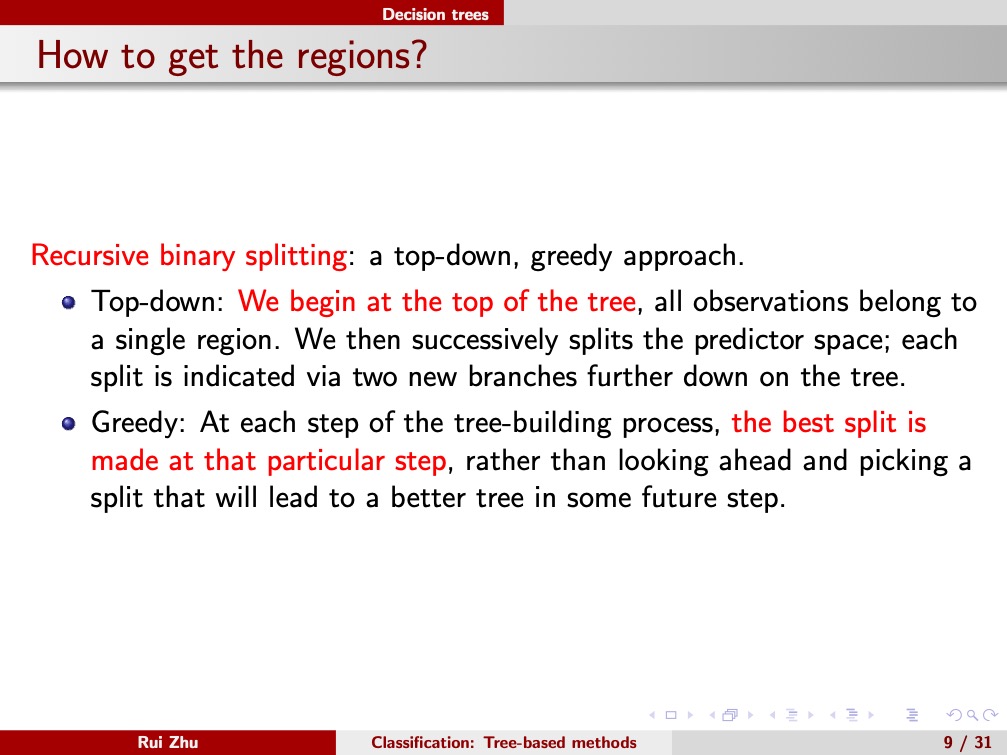 Decision trees
How to get the regions?
Recursive binary splitting: a top-down, greedy approach.
Top-down: We begin at the top of the tree, all observations belong to
a single region. We then successively splits the predictor space; each
split is indicated via two new branches further down on the tree.
Greedy: At each step of the tree-building process, the best split is
made at that particular step, rather than looking ahead and picking a
split that will lead to a better tree in some future step.
Rui Zhu Classification: Tree-based methods 9 / 31